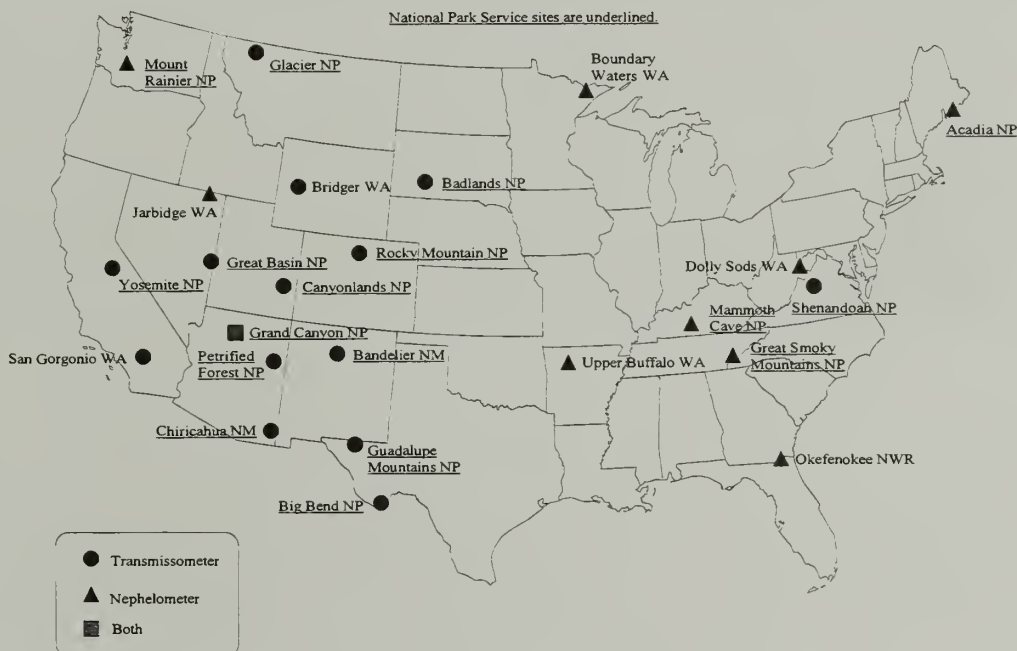 National Park Service sites are underlined.
Mount
Rainier NP
Glacier NP
Boundary
Waters WA
Acadia NP
Jarbidge WA
Bridger WA
Badlands NP
Yosemite NP
Great Basin NP
Rocky Mountain NP
Canyonlands NP
Dolly Sods WA
Shenandoah NP
Mammoth
Cave NP
Grand Canyon NP
San Gorgonio WA
Petrified
Forest NP
Bandelier NM
Upper Buffalo WA
Great Smoky
Mountains NP
Chiricahua NM
Guadalupe
Mountains NP
Okefenokee NWR
Big Bend NP
Transmissometer
Nephelometer
Both